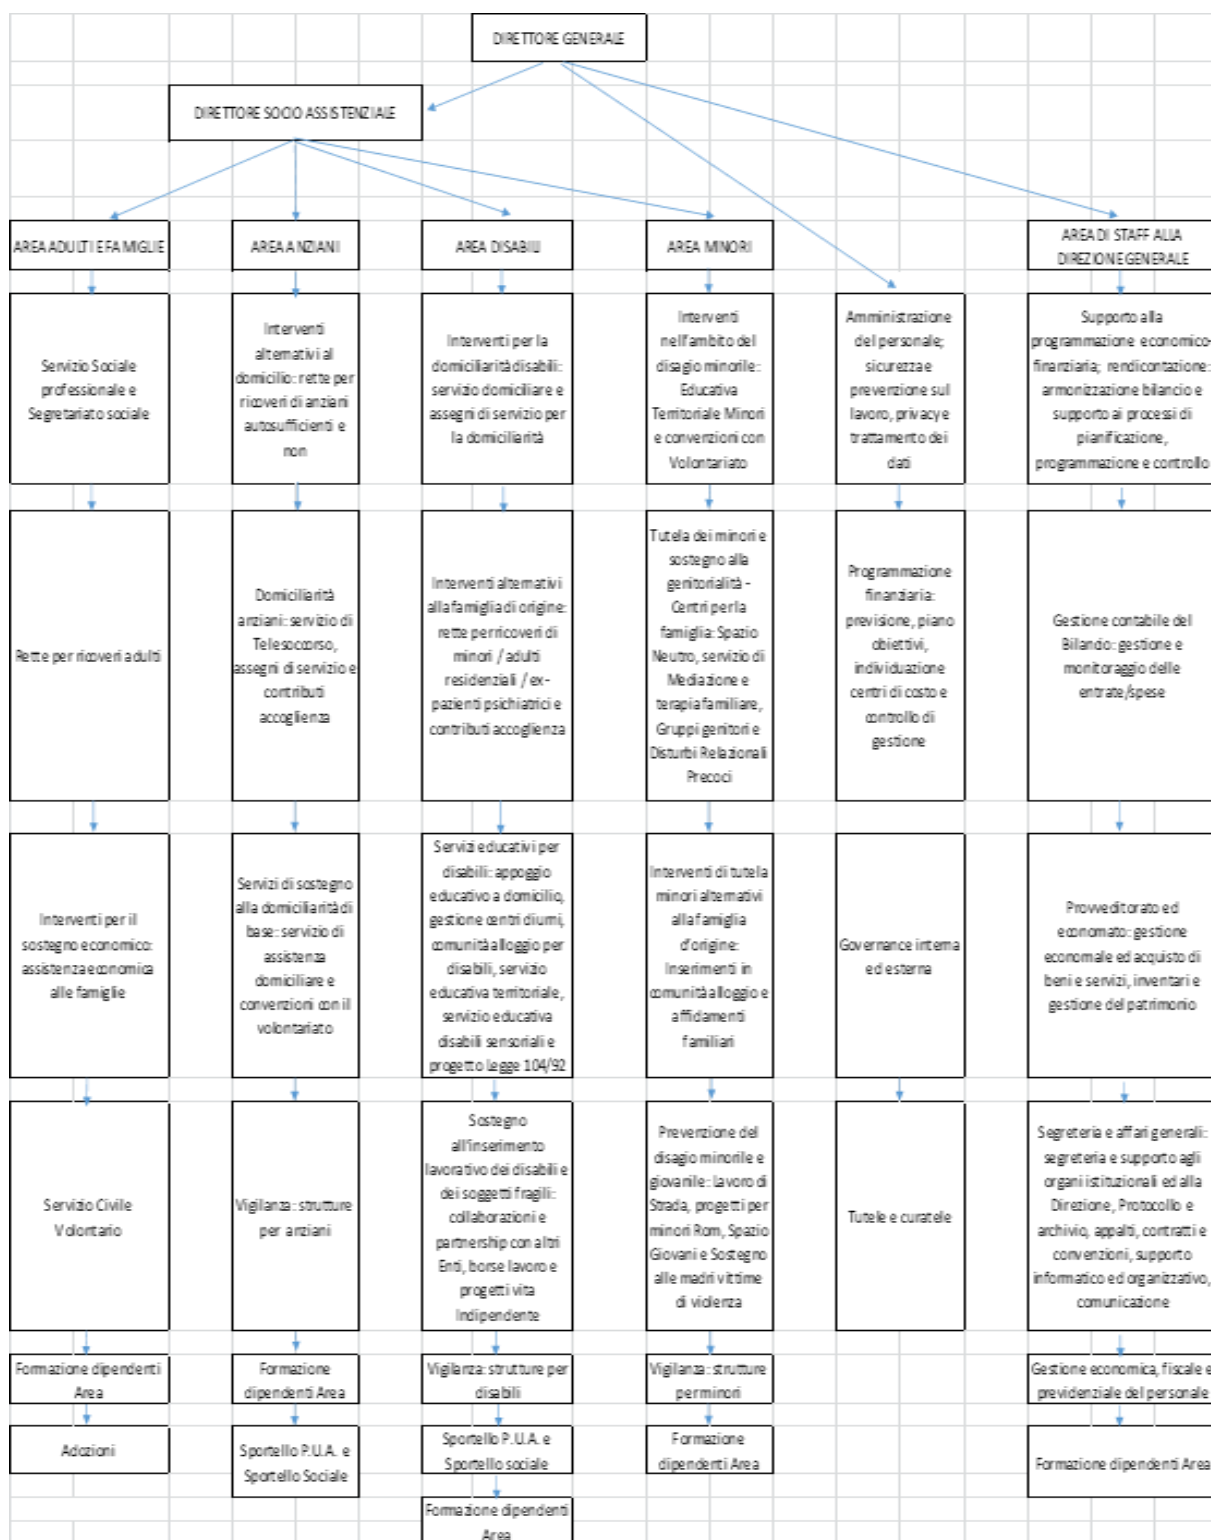 DIRETTORE GENERALE
DIRETTORE SOCIO ASSISTENZIALE
AREA ADULTI E FAMIGLIE
AREA ANZIANI
AREA DISABILI
AREA MINORI
AREA DI STAFF ALLA
DIREZIONE GENERALE
Servizio Sociale
professionale e
Segretariato sociale
Interventi
alternativi al
domicilio: rette per
ricoveri di anziani
autosufficienti e
non
Interventi per la
domiciliarità disabili:
servizio domiciliare e
assegni di servizio per
la domiciliarità
Interventi
nell'ambito del
disagio minorile:
Educativa
Territoriale Minori
e convenzioni con
Volontariato
Amministrazione
del personale;
sicurezza e
prevenzione sul
lavoro, privacy e
trattamento dei
dati
Supporto alla
programmazione economico-
finanziaria; rendicontazione:
armonizzazione bilancio e
supporto ai processi di
pianificazione,
programmazione e controllo
Rette per ricoveri adulti
Domiciliarità
anziani: servizio di
Telesoccorso,
assegni di servizio e
contributi
accoglienza
Interventi alternativi
alla famiglia di origine:
rette per ricoveri di
minori / adulti
residenziali / ex-
pazienti psichiatrici e
contributi accoglienza
Tutela dei minori e
sostegno alla
genitorialità -
Centri per la
famiglia: Spazio
Neutro, servizio di
Mediazione e
terapia familiare,
Gruppi genitori e
Disturbi Relazionali
Precoci
Programmazione
finanziaria:
previsione, piano
obiettivi,
individuazione
centri di costo e
controllo di
gestione
Gestione contabile del
Bilancio: gestione e
monitoraggio delle
entrate/spese
Interventi per il
sostegno economico:
assistenza economica
alle famiglie
Servizi di sostegno
alla domiciliarità di
base: servizio di
assistenza
domiciliare e
convenzioni con il
volontariato
Servizi educativi per
disabili: appoggio
educativo a domicilio,
gestione centri diurni,
comunità alloggio per
disabili, servizio
educativa territoriale,
servizio educativa
disabili sensoriali e
progetto Legge 104/92
Interventi di tutela
minori alternativi
alla famiglia
d'origine:
Inserimenti in
comunità alloggio e
affidamenti
familiari
Governance interna
ed esterna
Provveditorato ed
economato: gestione
economale ed acquisto di
beni e servizi, inventari e
gestione del patrimonio
Servizio Civile
Volontario
Vigilanza: strutture
per anziani
Sostegno
all'inserimento
lavorativo dei disabili e
dei soggetti fragili:
collaborazioni e
partnership con altri
Enti, borse lavoro e
progetti vita
Indipendente
Prevenzione del
disagio minorile e
giovanile: Lavoro di
Strada, progetti per
minori Rom, Spazio
Giovani e Sostegno
alle madri vittime
di violenza
Tutele e curatele
Segreteria e affari generali:
segreteria e supporto agli
organi istituzionali ed alla
Direzione, Protocollo e
archivio, appalti, contratti e
convenzioni, supporto
informatico ed organizzativo,
comunicazione
Formazione dipendenti
Area
Formazione
dipendenti Area
Vigilanza: strutture per
disabili
Vigilanza: strutture
per minori
Gestione economica, fiscale e
previdenziale del personale
Adozioni
Sportello P.U.A. e
Sportello Sociale
Sportello P.U.A. e
Sportello sociale
Formazione
dipendenti Area
Formazione dipendenti Area
Formazione dipendenti
Area